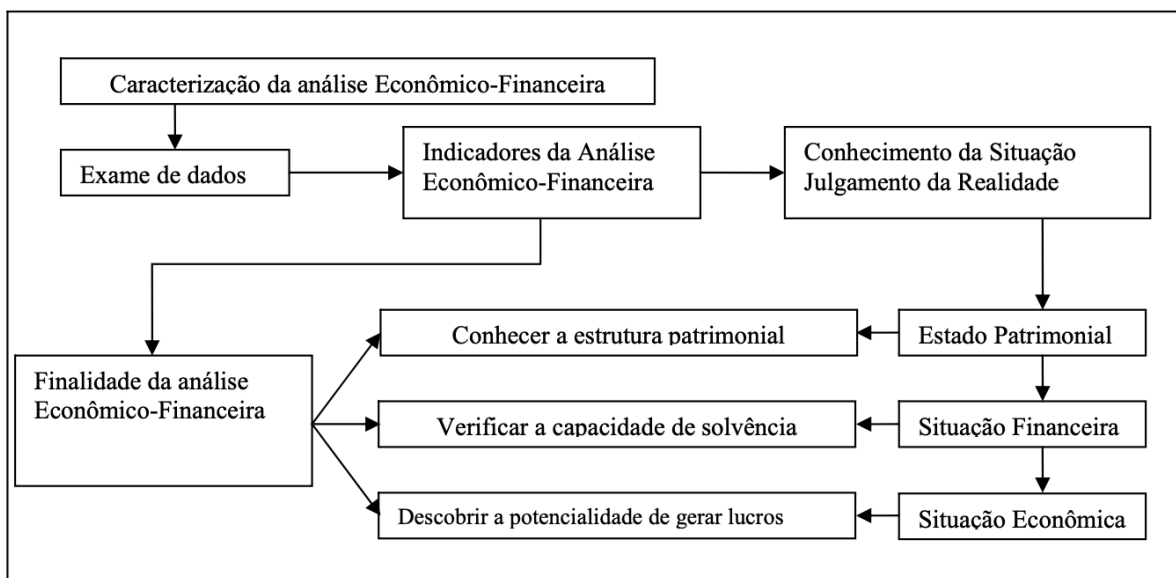 Caracterização da análise Econômico-Financeira
Exame de dados
Indicadores da Análise
Econômico-Financeira
Conhecimento da Situação
Julgamento da Realidade
Conhecer a estrutura patrimonial
Estado Patrimonial
Finalidade da análise
Econômico-Financeira
Verificar a capacidade de solvência
Situação Financeira
Descobrir a potencialidade de gerar lucros
Situação Econômica